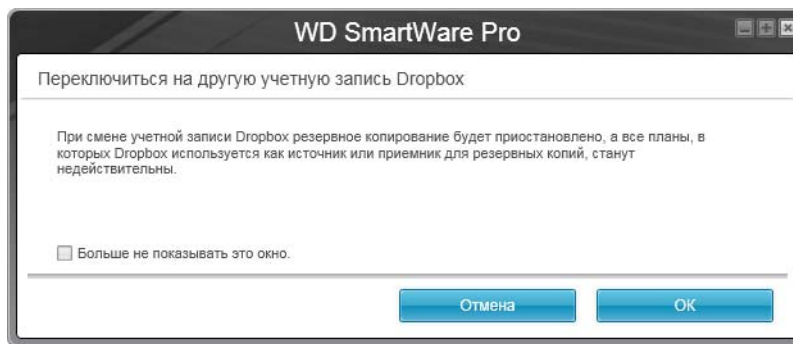 WD SmartWare Pro
Переключиться на другую учетную запись Dropbox
При смене учетной записи Dropbox резервное копирование будет приостановлено, а все планы, в
которых Dropbox используется как источник или приемник для резервных копий, станут
недействительны.
Больше не показывать это окно.
Отмена
ОК